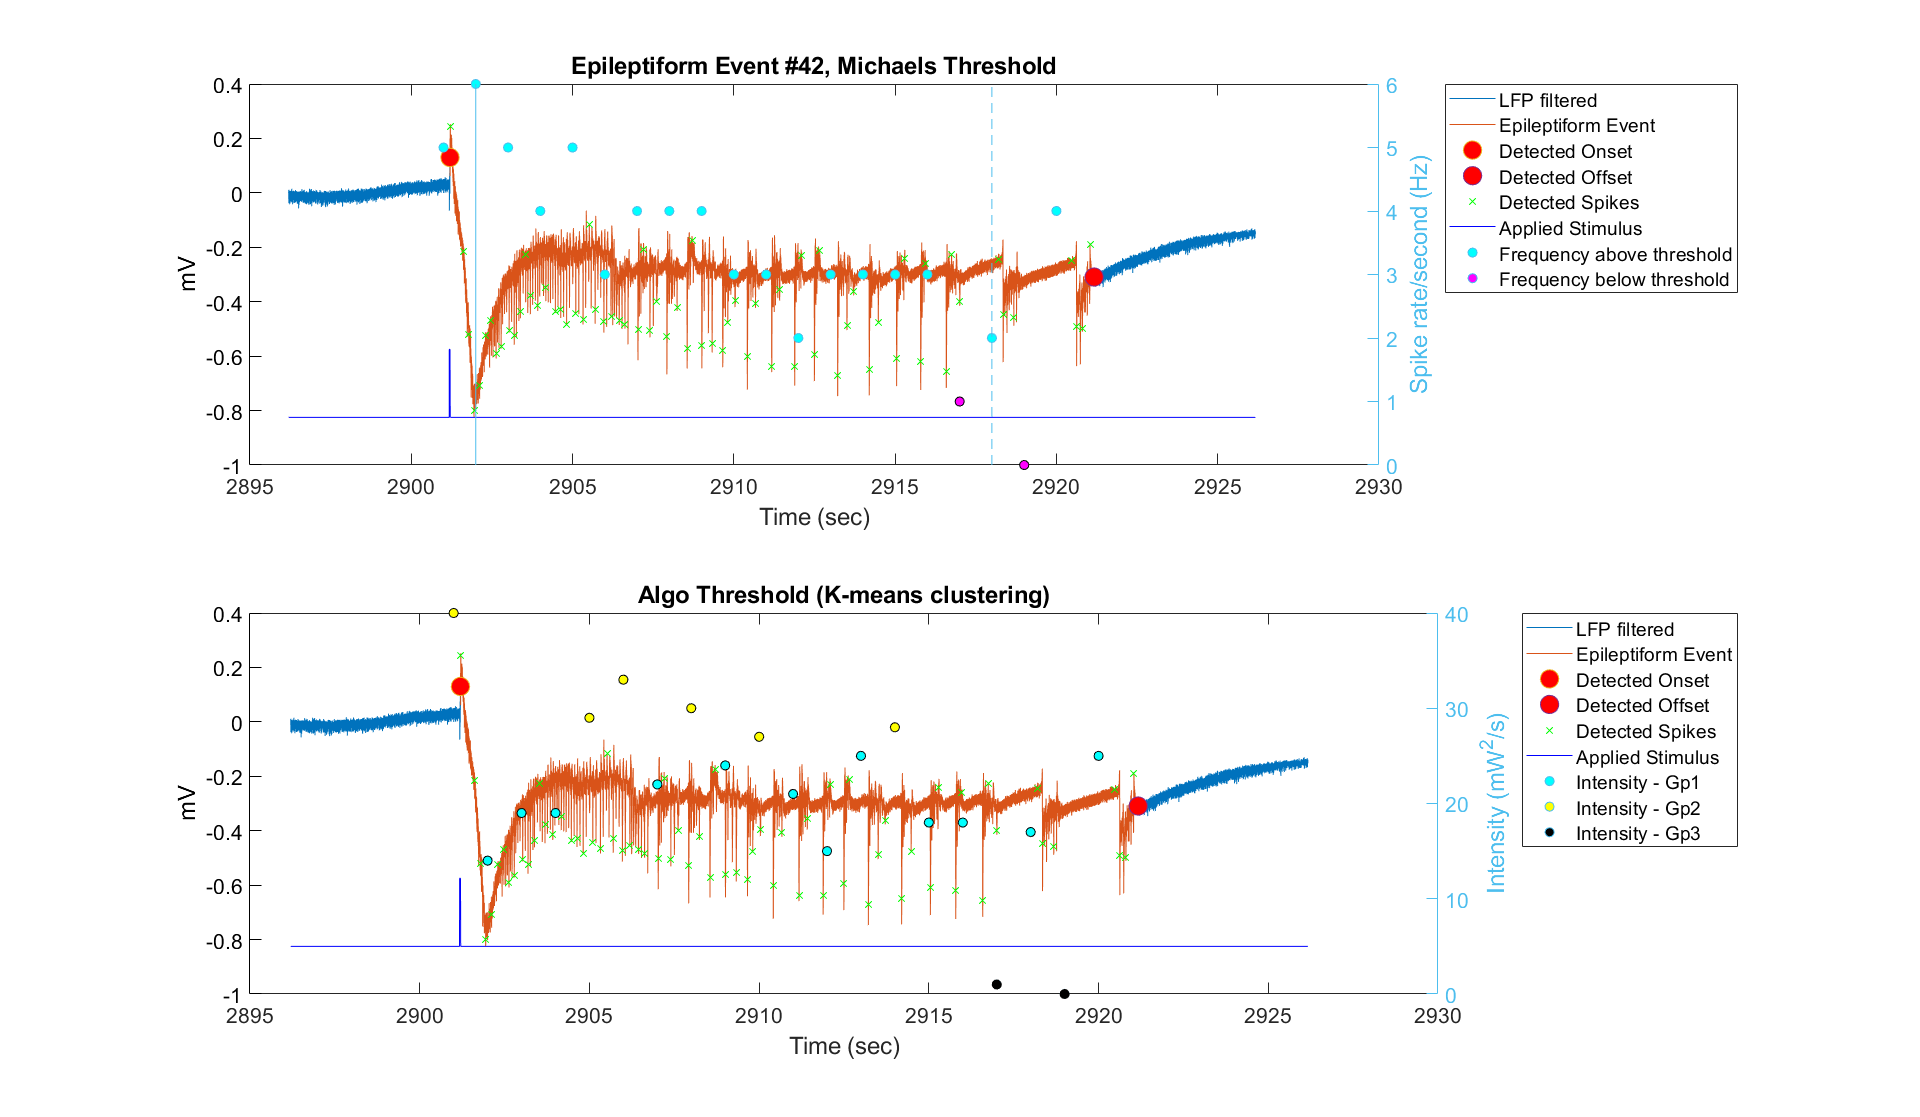 Epileptiform Event #42, Michaels Threshold
0.4
0.2
0
-0.2
-0.4
-0.6
-0.8
-1
mV
2895
2900
2905
2910
2915
2920
2925
2930
Time (sec)
6
5
4
3
2
1
0
Spike rate/second (Hz)
LFP filtered
Epileptiform Event
Detected Onset
Detected Offset
Detected Spikes
Applied Stimulus
Frequency above threshold
Frequency below threshold
Algo Threshold (K-means clustering)
0.4
0.2
0
-0.2
-0.4
-0.6
-0.8
-1
mV
2895
2900
2905
2910
2915
2920
2925
2930
Time (sec)
40
30
20
10
0
Intensity (mW²/s)
LFP filtered
Epileptiform Event
Detected Onset
Detected Offset
Detected Spikes
Applied Stimulus
Intensity - Gp1
Intensity - Gp2
Intensity - Gp3